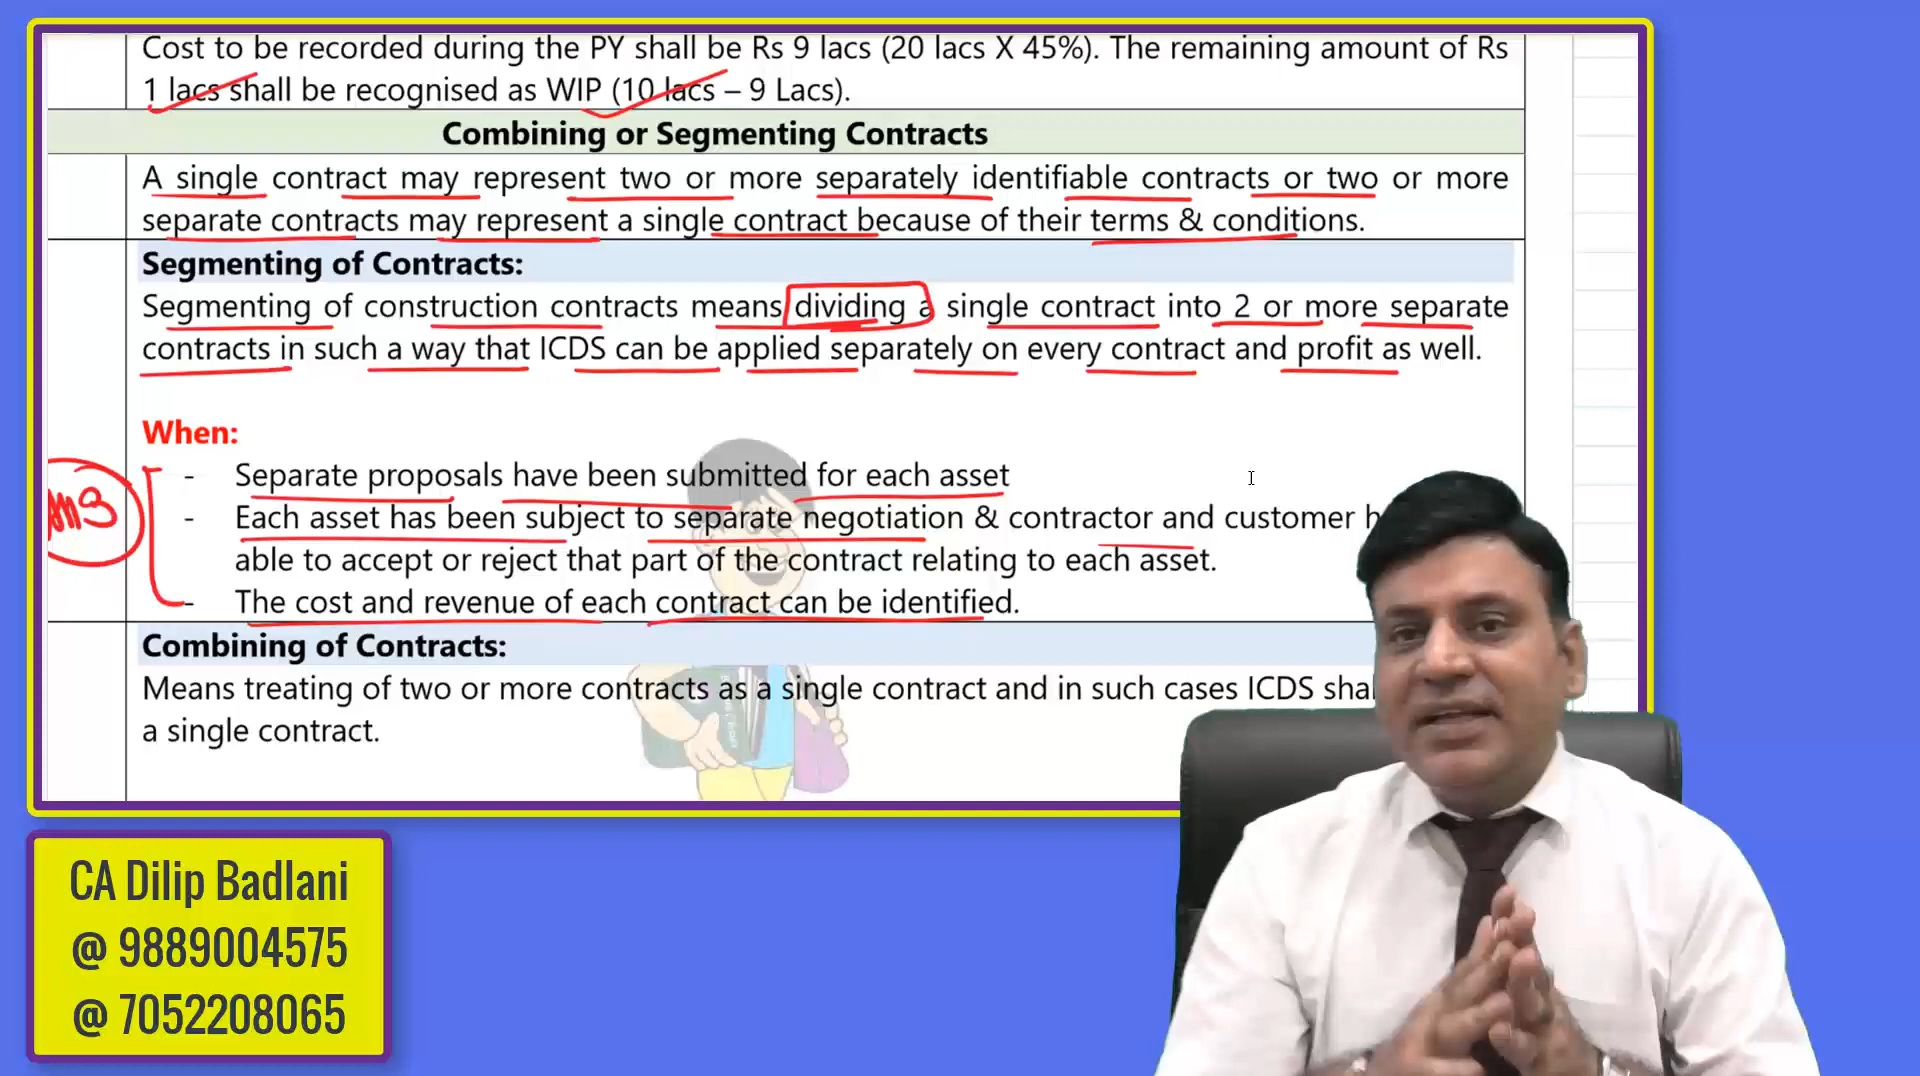 Cost to be recorded during the PY shall be Rs 9 lacs (20 lacs X 45%). The remaining amount of Rs
1 lacs shall be recognised as WIP (10 lacs – 9 Lacs).
Combining or Segmenting Contracts
A single contract may represent two or more separately identifiable contracts or two or more
separate contracts may represent a single contract because of their terms & conditions.
Segmenting of Contracts:
Segmenting of construction contracts means dividing a single contract into 2 or more separate
contracts in such a way that ICDS can be applied separately on every contract and profit as well.
When:
- Separate proposals have been submitted for each asset
- Each asset has been subject to separate negotiation & contractor and customer
able to accept or reject that part of the contract relating to each asset.
- The cost and revenue of each contract can be identified.
Combining of Contracts:
Means treating of two or more contracts as a single contract and in such cases ICDS
a single contract.
CA Dilip Badlani
@ 9889004575
@ 7052208065